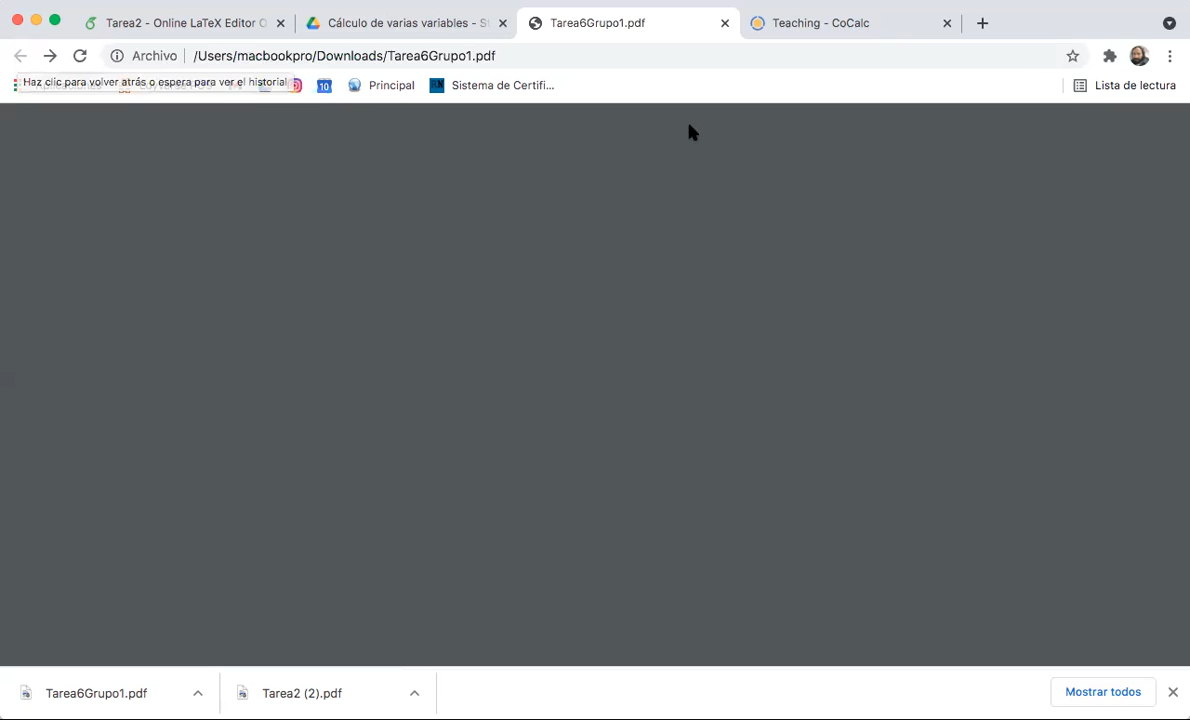 Tarea2 - Online LaTeX Editor O
Cálculo de varias variables - S
Tarea6Grupo1.pdf
Teaching - CoCalc
Archivo
/Users/macbookpro/Downloads/Tarea6Grupo1.pdf
Haz clic para volver atrás o espera para ver el historial
10
Principal
Sistema de Certifi...
Lista de lectura
Tarea6Grupo1.pdf
Tarea2 (2).pdf
Mostrar todos